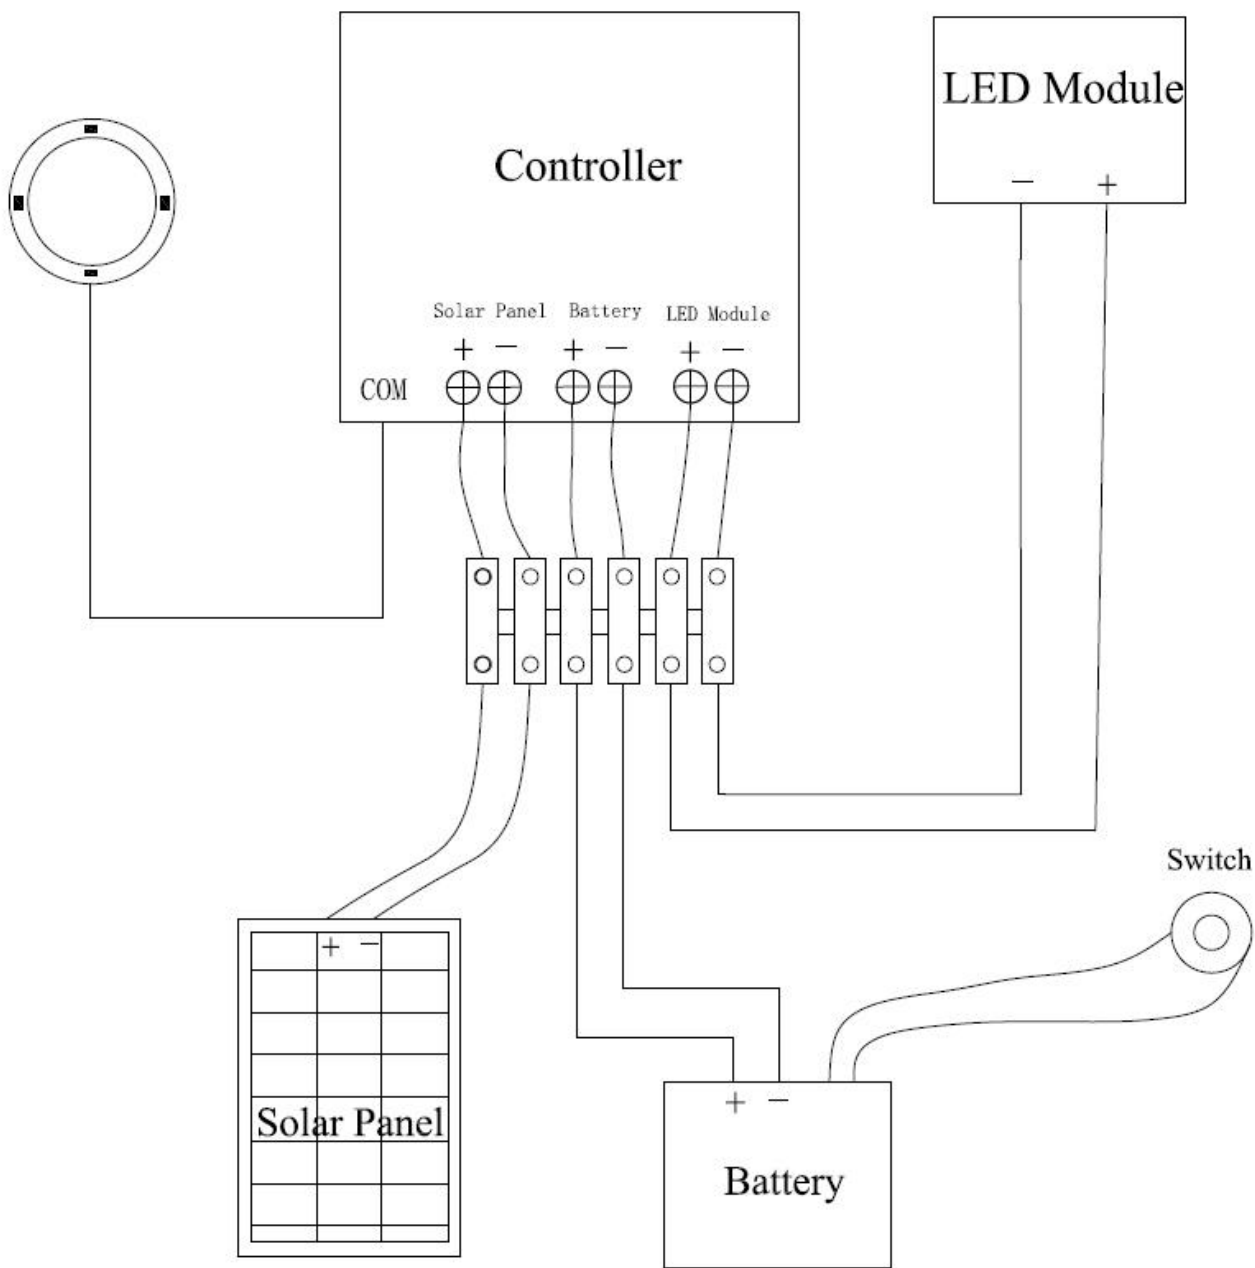 LED Module
− +
Controller
Solar Panel Battery LED Module
+ − + − + −
COM
Switch
+ −
Solar Panel
+ −
Battery